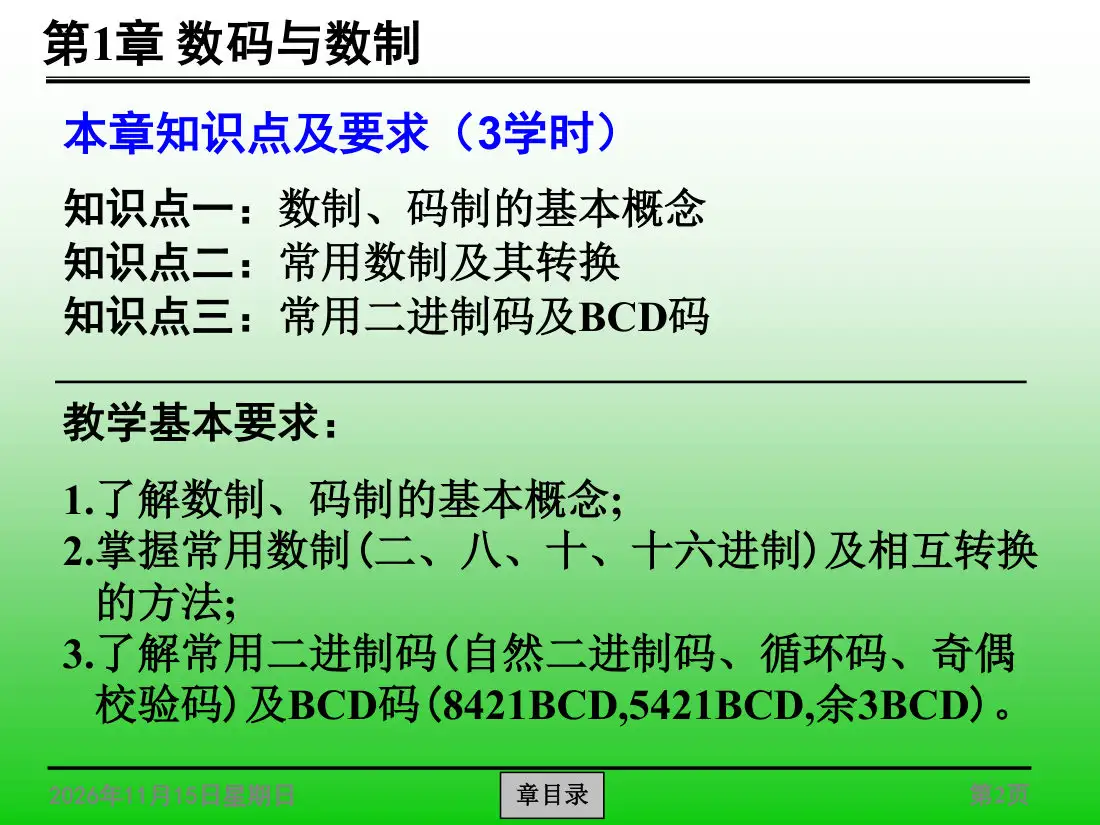 第1章 数码与数制
本章知识点及要求（3学时）
知识点一：数制、码制的基本概念
知识点二：常用数制及其转换
知识点三：常用二进制码及BCD码
教学基本要求：
1.了解数制、码制的基本概念;
2.掌握常用数制(二、八、十、十六进制)及相互转换
的方法;
3.了解常用二进制码(自然二进制码、循环码、奇偶
校验码)及BCD码(8421BCD,5421BCD,余3BCD)。
章目录
第2页